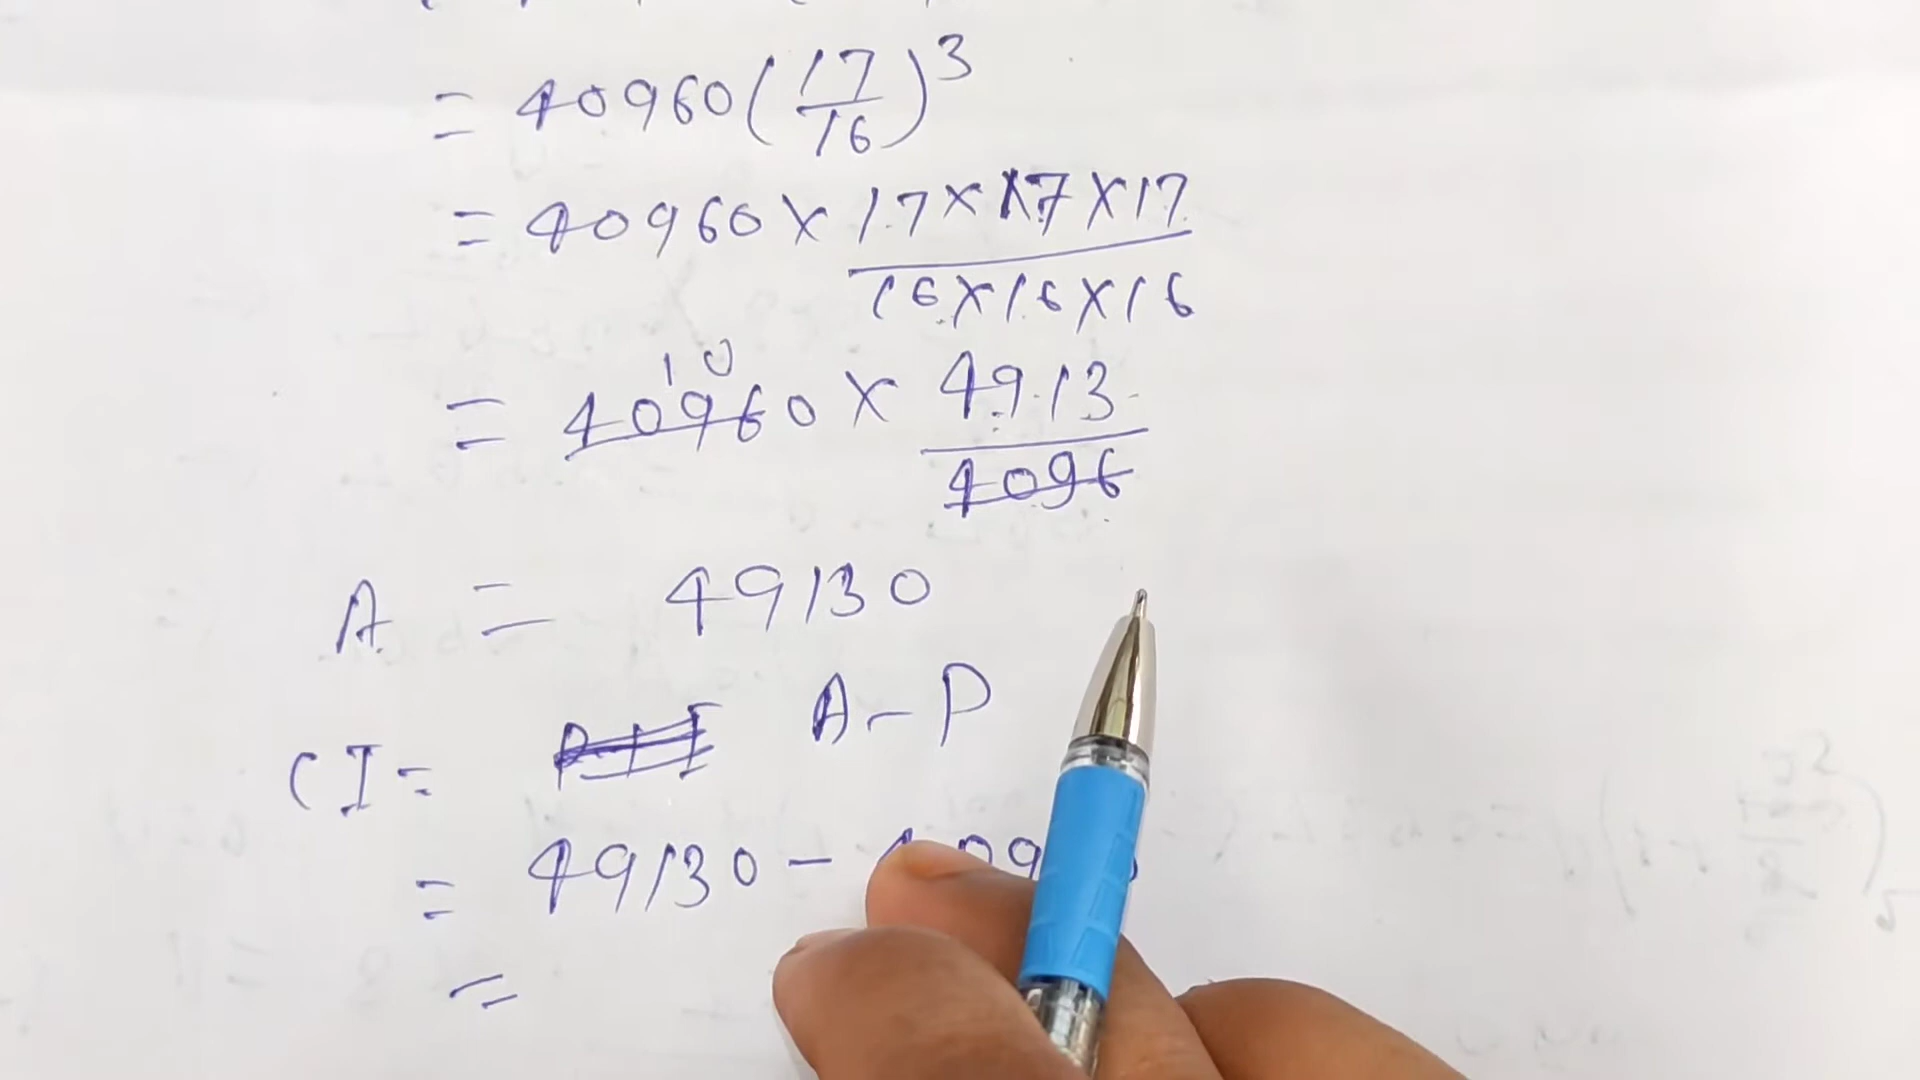 = 40960(17/16)^3
= 40960 × 17×17×17
16×16×16
10
= 40960 × 4913
4096
A = 49130
CI = A-P
= 49130 -
=